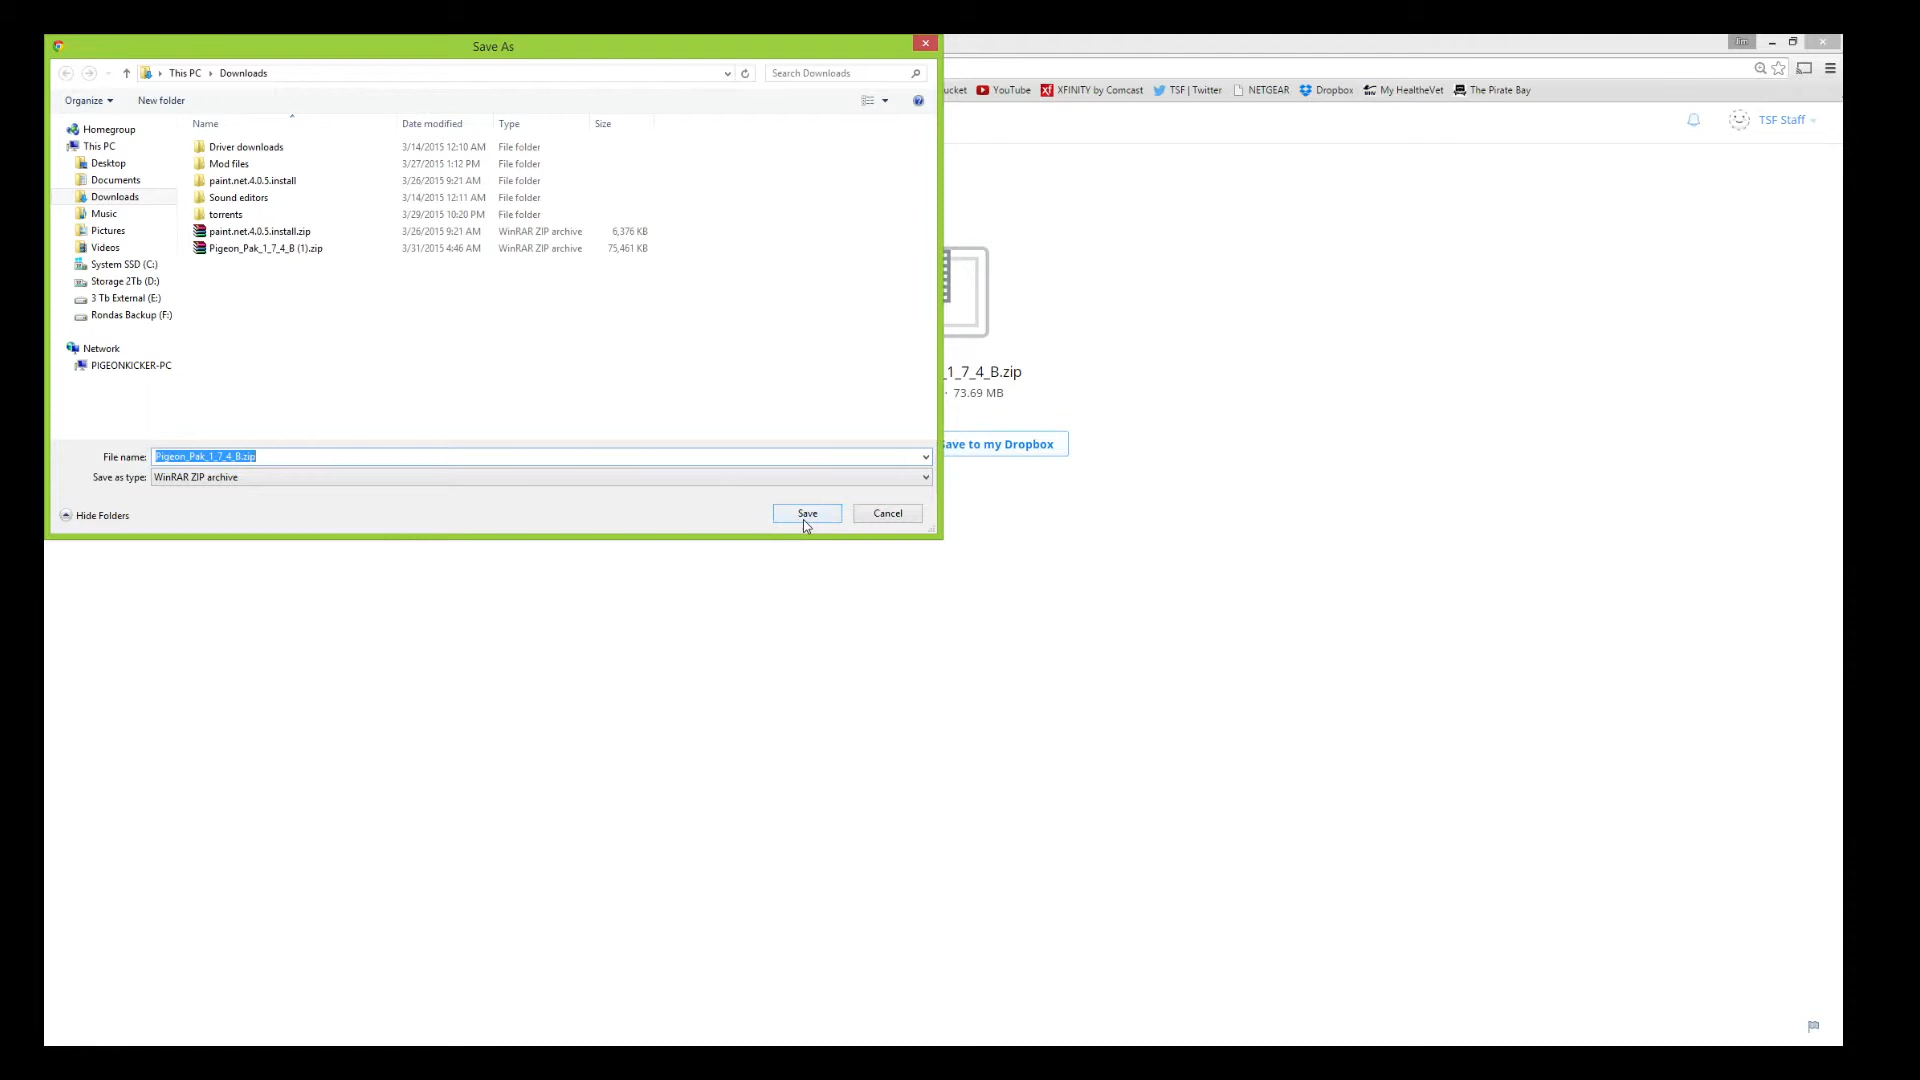 Save As
This PC Downloads
Search Downloads
Organize
New folder
Name Date modified Type Size
Homegroup
This PC
Desktop
Documents
Downloads
Music
Pictures
Videos
System SSD (C:)
Storage 2Tb (D:)
3 Tb External (E:)
Rondas Backup (F:)
Network
PIGEONKICKER-PC
Driver downloads 3/14/2015 12:10 AM File folder
Mod files 3/27/2015 1:12 PM File folder
paint.net.4.0.5.install 3/26/2015 9:21 AM File folder
Sound editors 3/14/2015 12:11 AM File folder
torrents 3/29/2015 10:20 PM File folder
paint.net.4.0.5.install.zip 3/26/2015 9:21 AM WinRAR ZIP archive 6,376 KB
Pigeon_Pak_1_7_4_B (1).zip 3/31/2015 4:46 AM WinRAR ZIP archive 75,461 KB
File name: Pigeon_Pak_1_7_4_B.zip
Save as type: WinRAR ZIP archive
Hide Folders
Save
Cancel
Jim
ucket YouTube XFINITY by Comcast TSF | Twitter NETGEAR Dropbox My HealtheVet The Pirate Bay
TSF Staff
_1_7_4_B.zip
· 73.69 MB
Save to my Dropbox